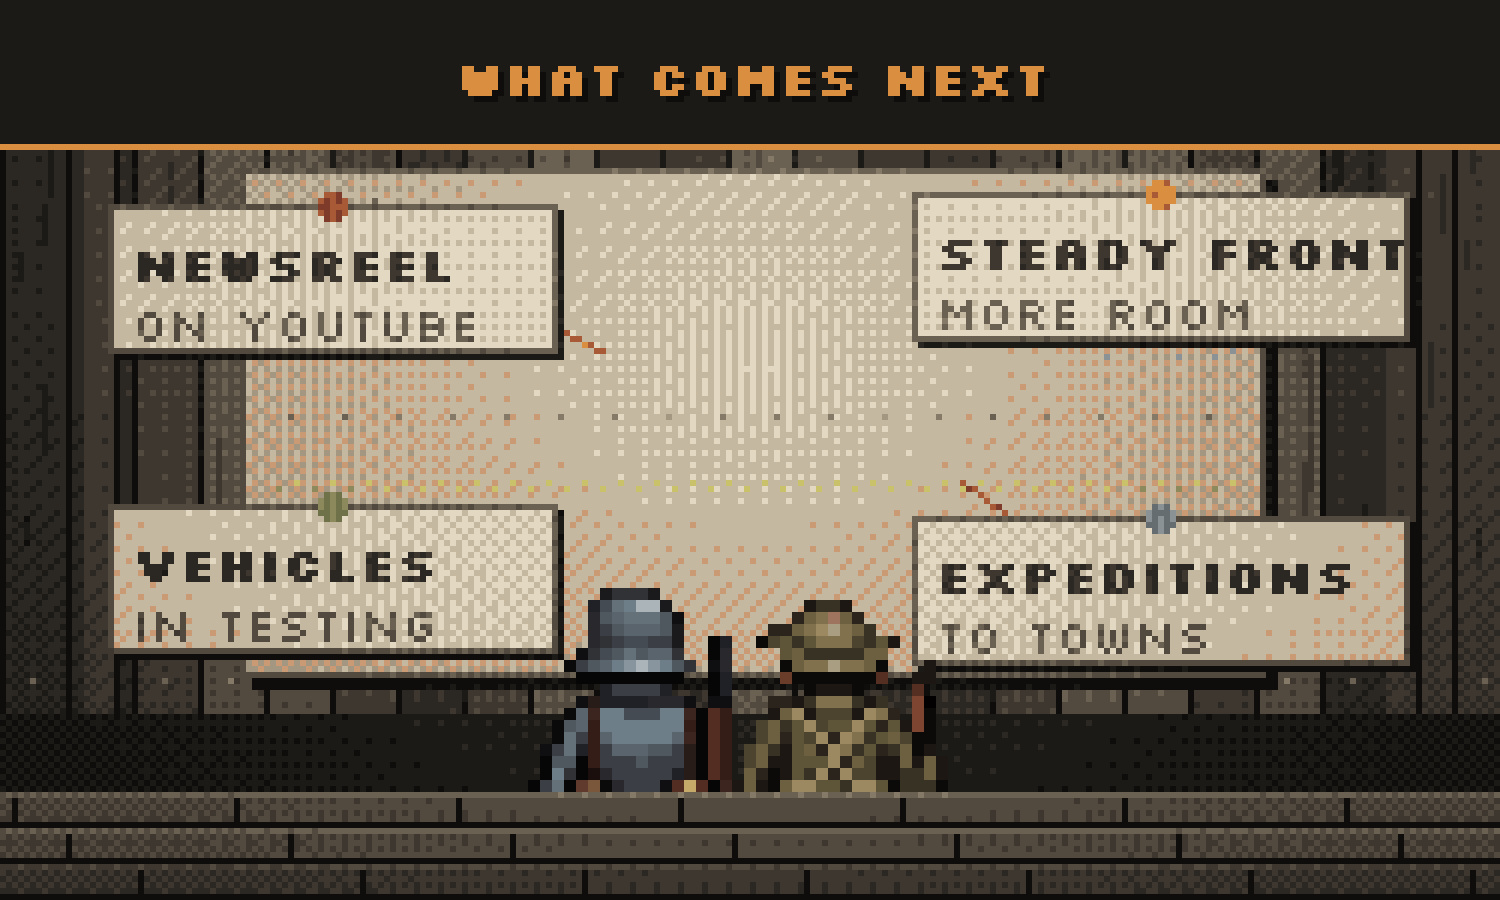 WHAT COMES NEXT
NEWSREEL
ON YOUTUBE
STEADY FRONT
MORE ROOM
VEHICLES
IN TESTING
EXPEDITIONS
TO TOWNS